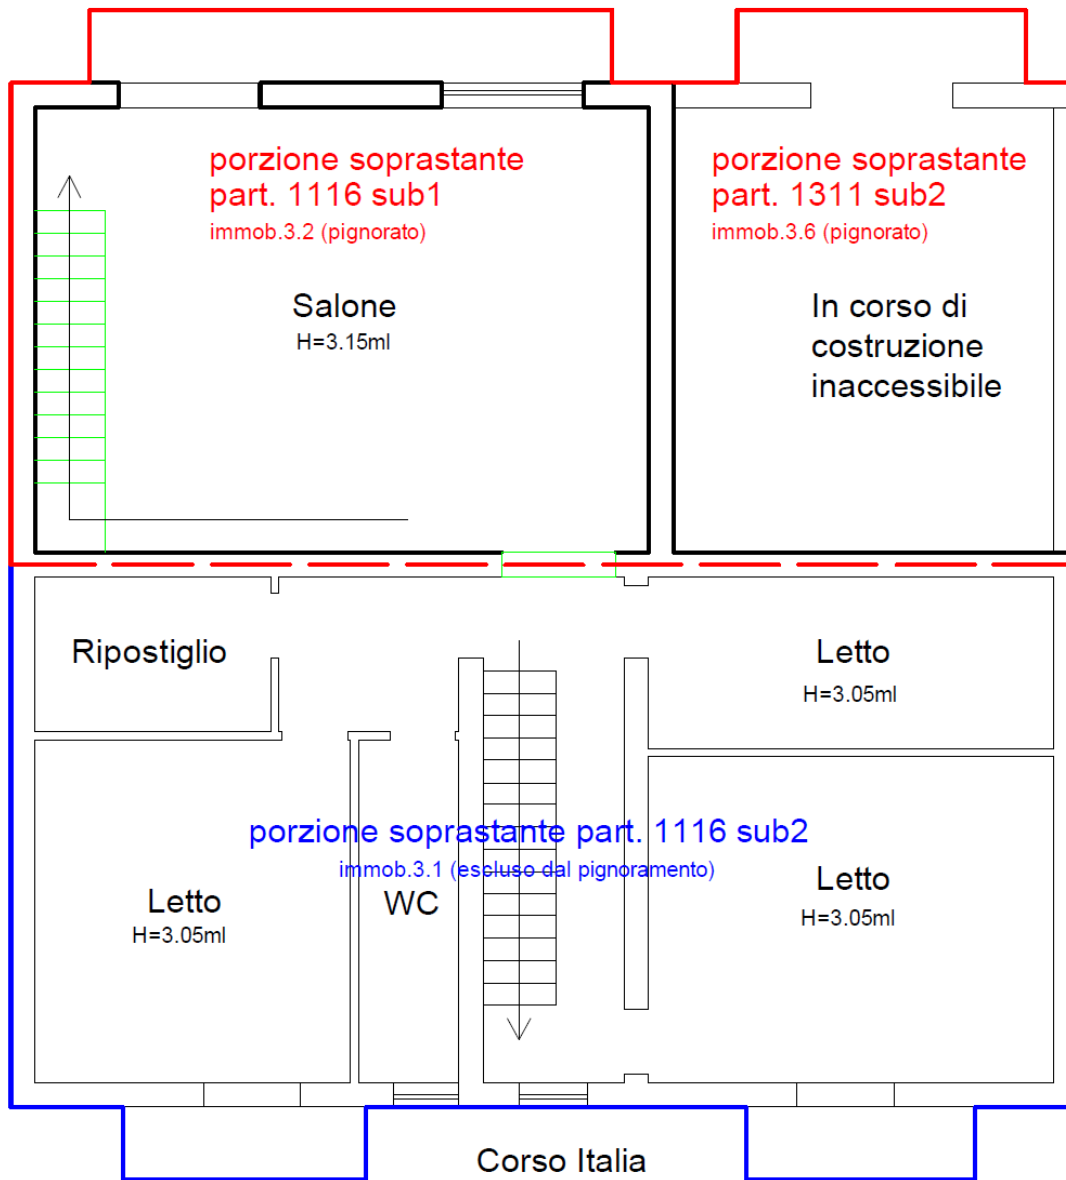 porzione soprastante
part. 1116 sub1
immob.3.2 (pignorato)
porzione soprastante
part. 1311 sub2
immob.3.6 (pignorato)
Salone
H=3.15ml
In corso di
costruzione
inaccessibile
Ripostiglio
Letto
H=3.05ml
porzione soprastante part. 1116 sub2
immob.3.1 (escluso dal pignoramento)
Letto
H=3.05ml
WC
Letto
H=3.05ml
Corso Italia